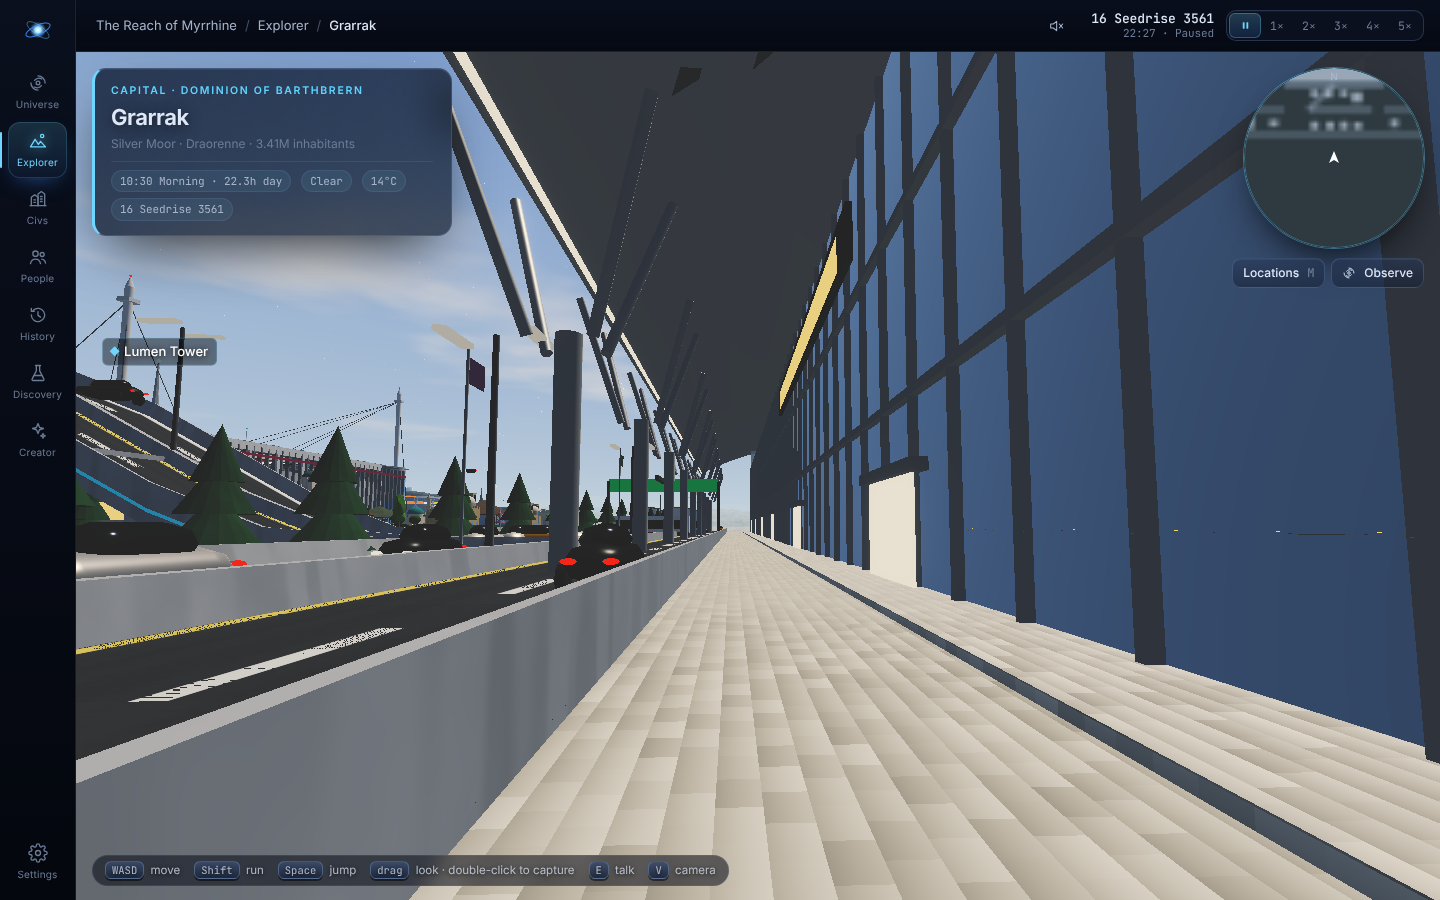 The Reach of Myrrhine / Explorer / Grarrak
16 Seedrise 3561
22:27 · Paused
1×
2×
3×
4×
5×
Universe
Explorer
Civs
People
History
Discovery
Creator
Settings
CAPITAL · DOMINION OF BARTHBRERN
Grarrak
Silver Moor · Draorenne · 3.41M inhabitants
10:30 Morning · 22.3h day
Clear
14°C
16 Seedrise 3561
N
Locations M
Observe
Lumen Tower
WASD move
Shift run
Space jump
drag look · double-click to capture
E talk
V camera